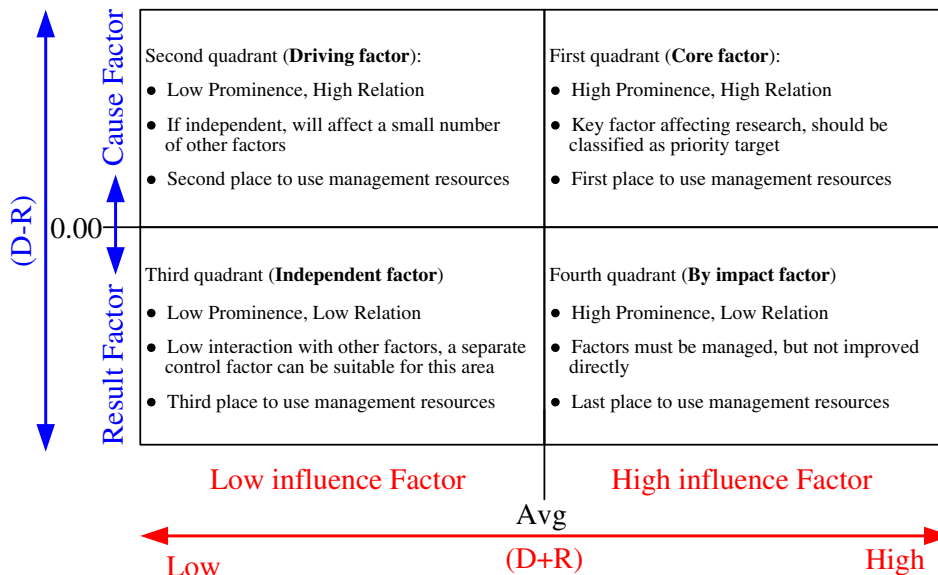 Second quadrant (Driving factor):
● Low Prominence, High Relation
● If independent, will affect a small number
of other factors
● Second place to use management resources
First quadrant (Core factor):
● High Prominence, High Relation
● Key factor affecting research, should be
classified as priority target
● First place to use management resources
Third quadrant (Independent factor)
● Low Prominence, Low Relation
● Low interaction with other factors, a separate
control factor can be suitable for this area
● Third place to use management resources
Fourth quadrant (By impact factor)
● High Prominence, Low Relation
● Factors must be managed, but not improved
directly
● Last place to use management resources
(D-R)
Cause Factor
0.00
Result Factor
Low influence Factor
High influence Factor
Avg
Low
(D+R)
High